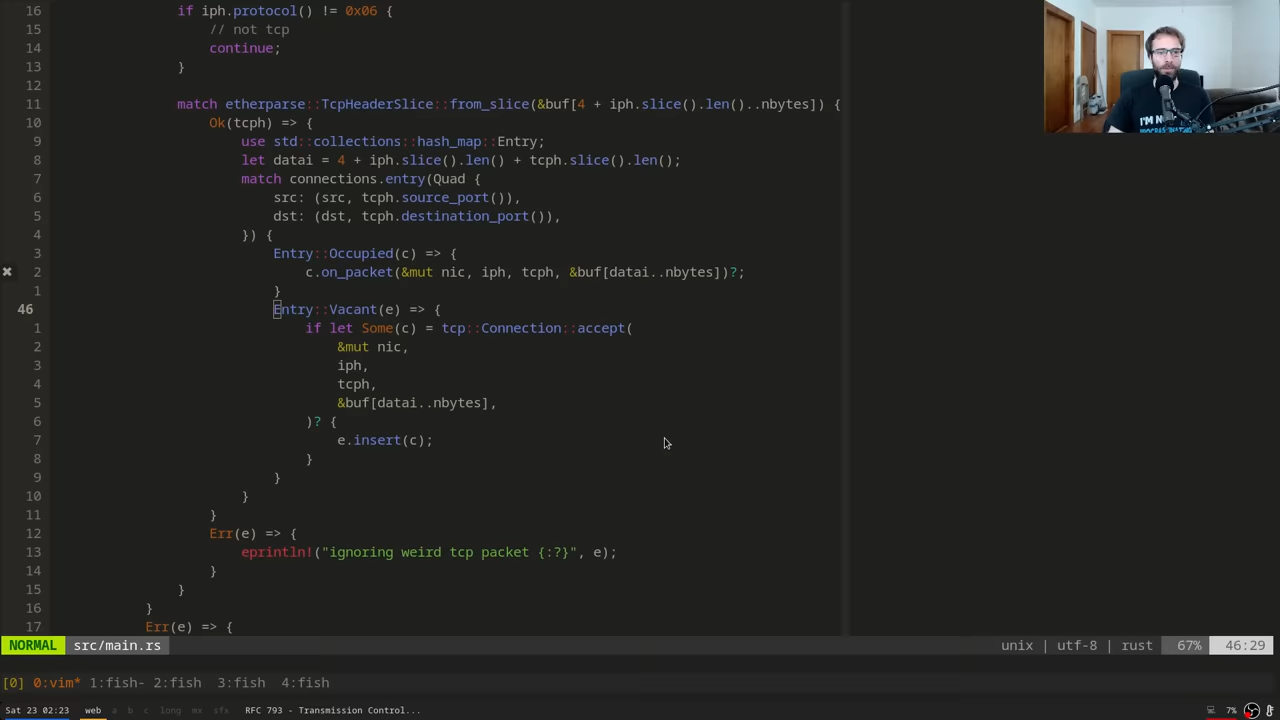 16 if iph.protocol() != 0x06 {
15 // not tcp
14 continue;
13 }
12
11 match etherparse::TcpHeaderSlice::from_slice(&buf[4 + iph.slice().len()..nbytes]) {
10 Ok(tcph) => {
9 use std::collections::hash_map::Entry;
8 let datai = 4 + iph.slice().len() + tcph.slice().len();
7 match connections.entry(Quad {
6 src: (src, tcph.source_port()),
5 dst: (dst, tcph.destination_port()),
4 }) {
3 Entry::Occupied(c) => {
2 c.on_packet(&mut nic, iph, tcph, &buf[datai..nbytes])?;
1 }
46 Entry::Vacant(e) => {
1 if let Some(c) = tcp::Connection::accept(
2 &mut nic,
3 iph,
4 tcph,
5 &buf[datai..nbytes],
6 )? {
7 e.insert(c);
8 }
9 }
10 }
11 }
12 Err(e) => {
13 eprintln!("ignoring weird tcp packet {:?}", e);
14 }
15 }
16 }
17 Err(e) => {
NORMAL src/main.rs unix | utf-8 | rust 67% 46:29
[0] 0:vim* 1:fish- 2:fish 3:fish 4:fish
Sat 23 02:23 web a b c long mx sfx RFC 793 - Transmission Control... 7%
I'M NO